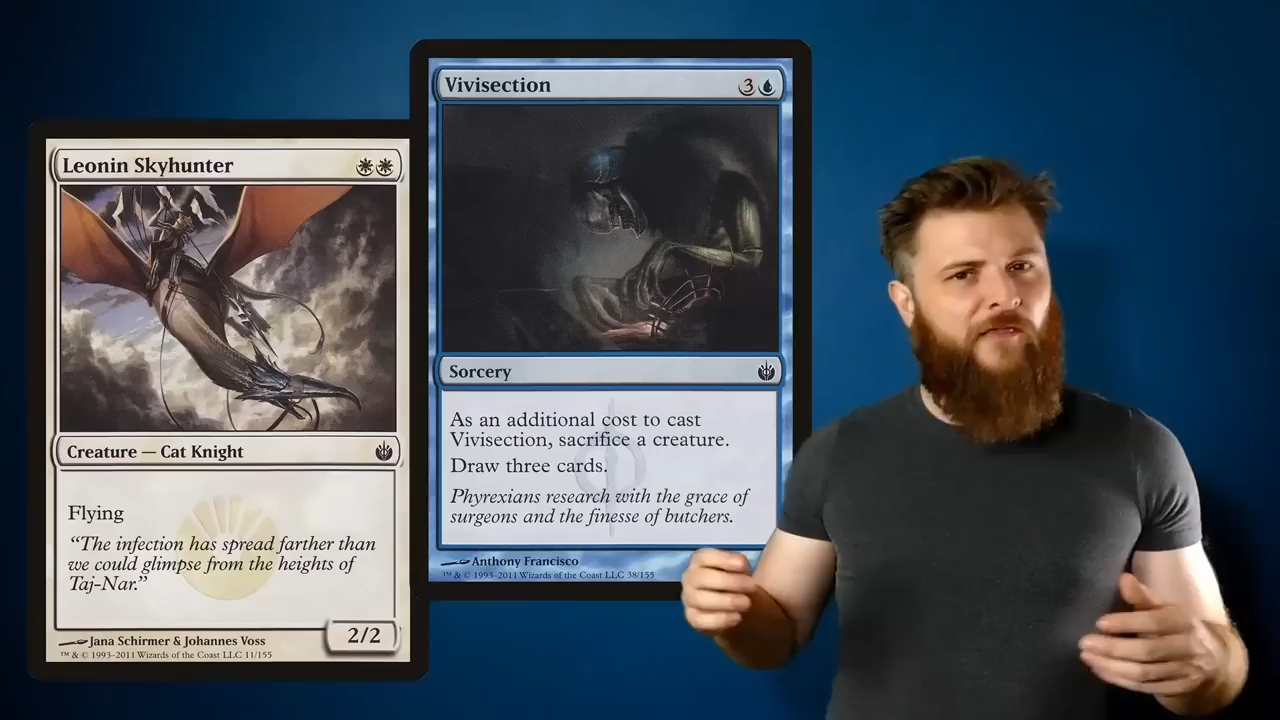 Leonin Skyhunter
Creature — Cat Knight
Flying
“The infection has spread farther than
we could glimpse from the heights of
Taj-Nar.”
2/2
Jana Schirmer & Johannes Voss
™ & © 1993–2011 Wizards of the Coast LLC 11/155
Vivisection
3
Sorcery
As an additional cost to cast
Vivisection, sacrifice a creature.
Draw three cards.
Phyrexians research with the grace of
surgeons and the finesse of butchers.
Anthony Francisco
™ & © 1993–2011 Wizards of the Coast LLC 38/155